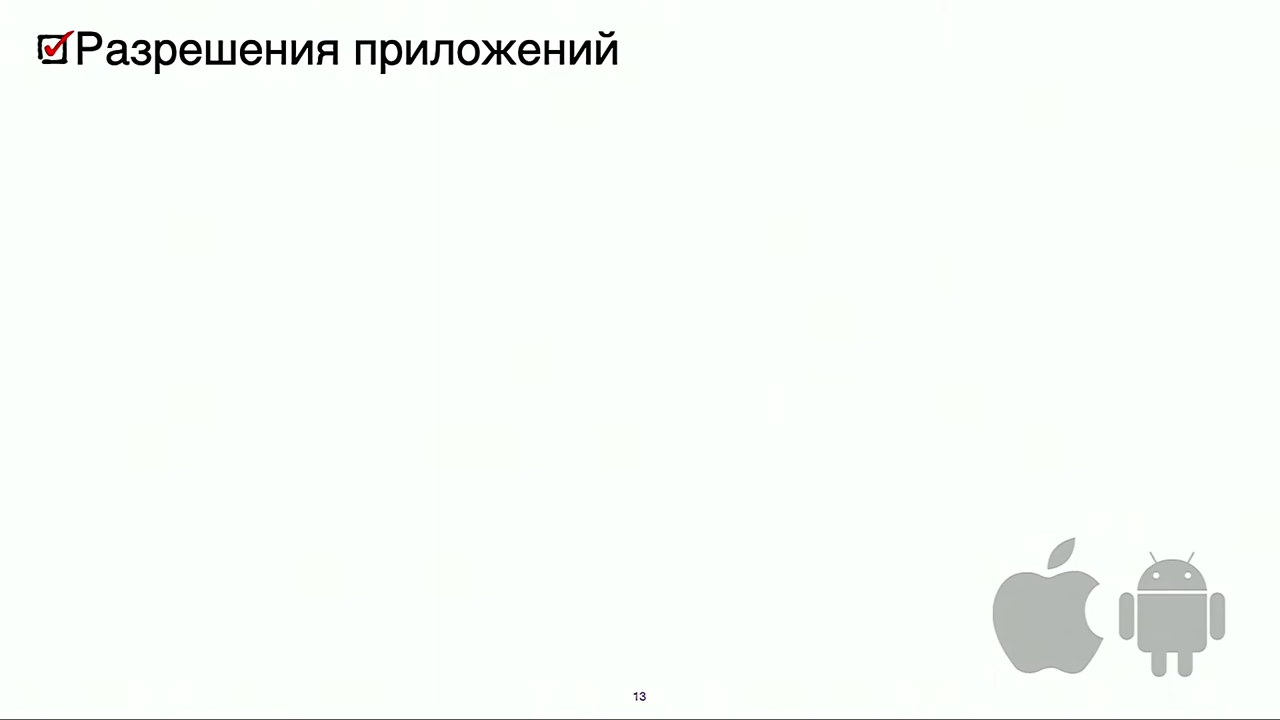 Разрешения приложений
13